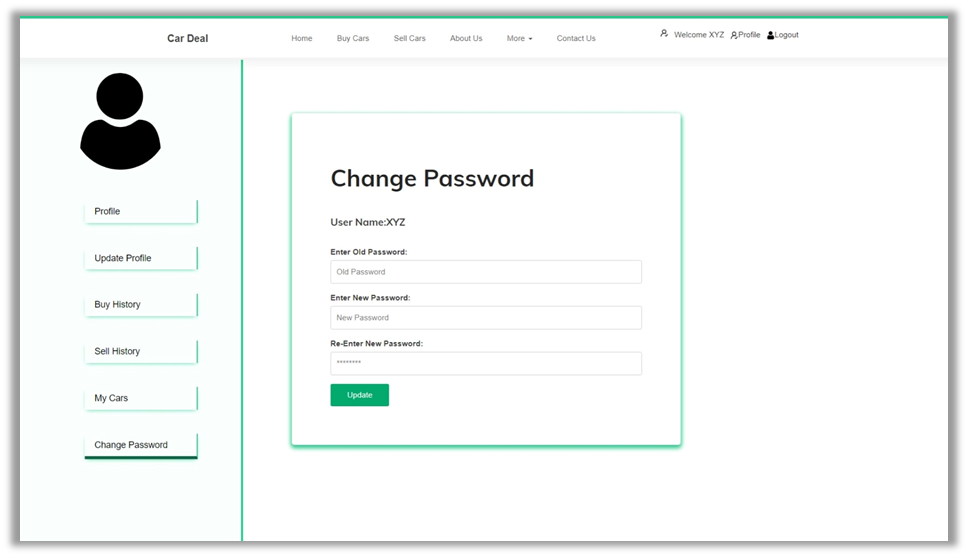 Car Deal Home Buy Cars Sell Cars About Us More Contact Us Welcome XYZ Profile Logout
Profile
Update Profile
Buy History
Sell History
My Cars
Change Password
Change Password
User Name:XYZ
Enter Old Password:
Old Password
Enter New Password:
New Password
Re-Enter New Password:
********
Update